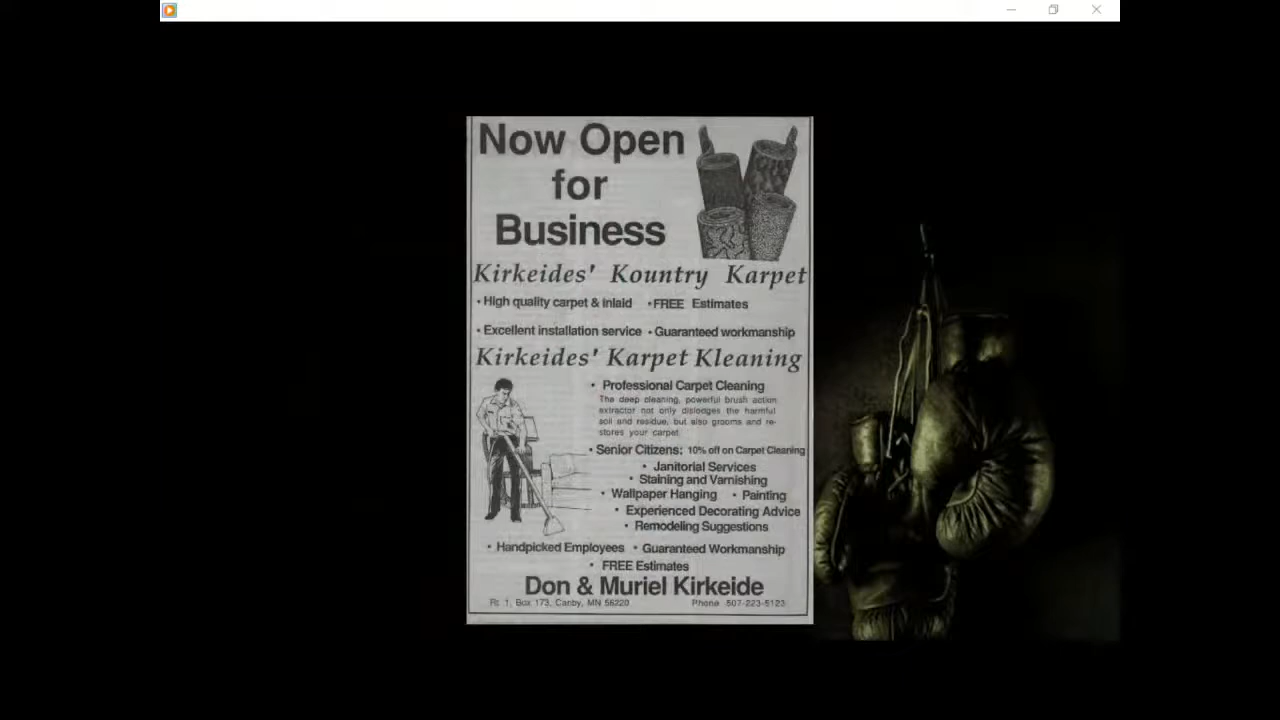 Now Open
for
Business
Kirkeides' Kountry Karpet
• High quality carpet & inlaid • FREE Estimates
• Excellent installation service • Guaranteed workmanship
Kirkeides' Karpet Kleaning
• Professional Carpet Cleaning
The deep cleaning, powerful brush action
extractor not only dislodges the harmful
soil and residue, but also grooms and re-
stores your carpet.
• Senior Citizens: 10% off on Carpet Cleaning
• Janitorial Services
• Staining and Varnishing
• Wallpaper Hanging • Painting
• Experienced Decorating Advice
• Remodeling Suggestions
• Handpicked Employees • Guaranteed Workmanship
• FREE Estimates
Don & Muriel Kirkeide
Rt. 1, Box 173, Canby, MN 56220 Phone 507-223-5123